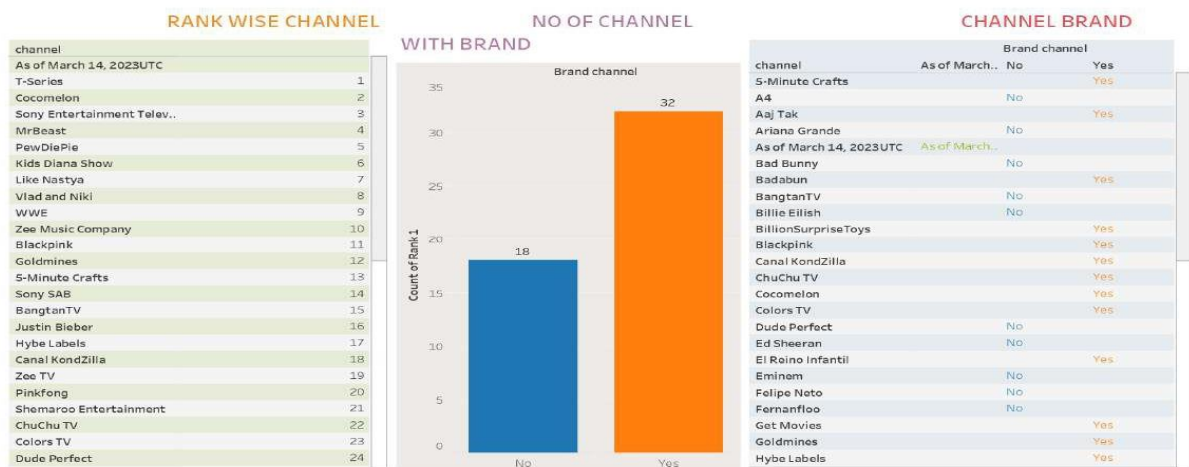 RANK WISE CHANNEL
channel
As of March 14, 2023UTC
T-Series 1
Cocomelon 2
Sony Entertainment Telev.. 3
MrBeast 4
PewDiePie 5
Kids Diana Show 6
Like Nastya 7
Vlad and Niki 8
WWE 9
Zee Music Company 10
Blackpink 11
Goldmines 12
5-Minute Crafts 13
Sony SAB 14
BangtanTV 15
Justin Bieber 16
Hybe Labels 17
Canal KondZilla 18
Zee TV 19
Pinkfong 20
Shemaroo Entertainment 21
ChuChu TV 22
Colors TV 23
Dude Perfect 24
NO OF CHANNEL
WITH BRAND
Brand channel
Count of Rank 1
35
30
25
20
15
10
5
0
18
32
No Yes
CHANNEL BRAND
Brand channel
channel As of March.. No Yes
5-Minute Crafts Yes
A4 No
Aaj Tak Yes
Ariana Grande No
As of March 14, 2023UTC As of March..
Bad Bunny No
Badabun Yes
BangtanTV No
Billie Eilish No
BillionSurpriseToys Yes
Blackpink Yes
Canal KondZilla Yes
ChuChu TV Yes
Cocomelon Yes
Colors TV Yes
Dude Perfect No
Ed Sheeran No
El Reino Infantil Yes
Eminem No
Felipe Neto No
Fernanfloo No
Get Movies Yes
Goldmines Yes
Hybe Labels Yes